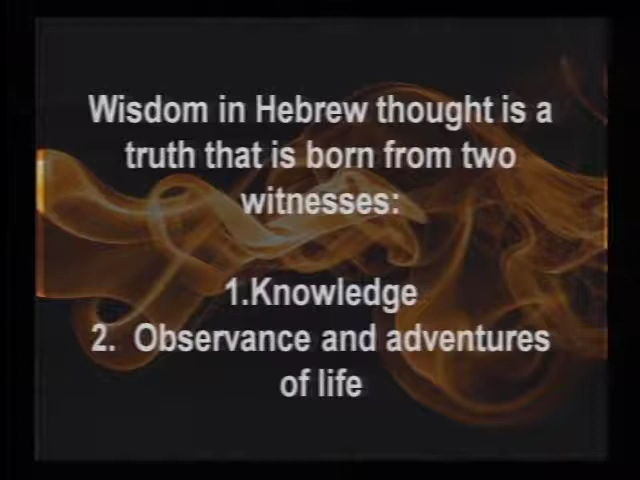 Wisdom in Hebrew thought is a
truth that is born from two
witnesses:
1.Knowledge
2. Observance and adventures
of life